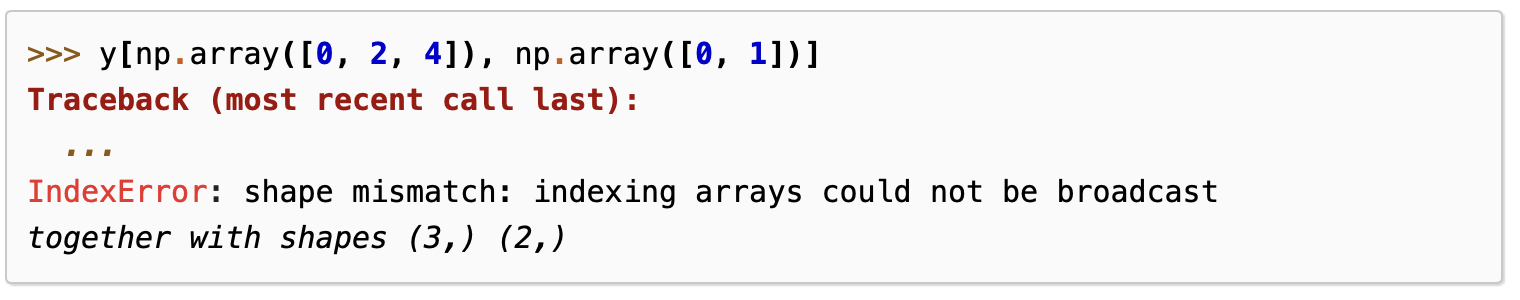 >>> y[np.array([0, 2, 4]), np.array([0, 1])]
Traceback (most recent call last):
  ...
IndexError: shape mismatch: indexing arrays could not be broadcast
together with shapes (3,) (2,)